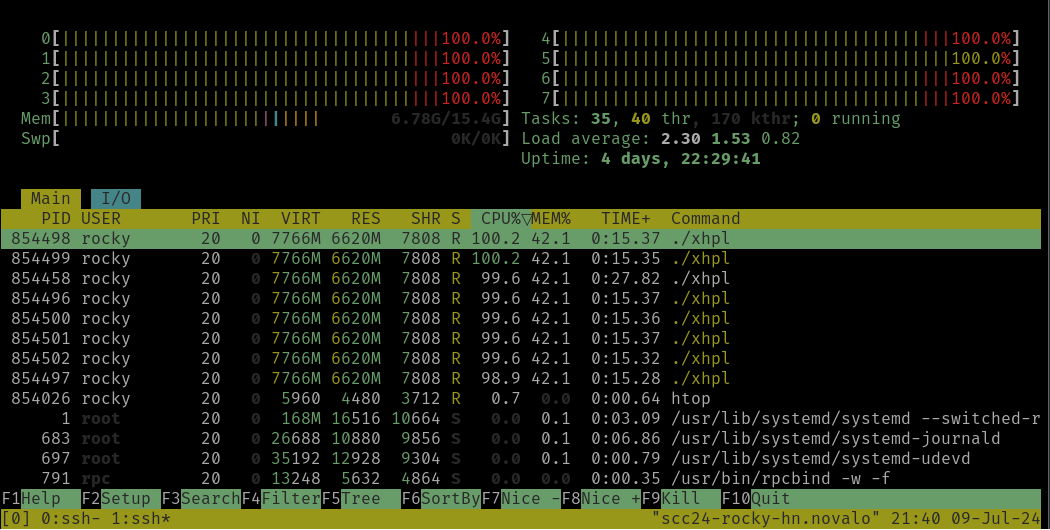 0[||||||||||||||||||||||||||||||||||||||100.0%] 4[|||||||||||||||||||||||||||||||||||||||100.0%]
1[||||||||||||||||||||||||||||||||||||||100.0%] 5[|||||||||||||||||||||||||||||||||||||||100.0%]
2[||||||||||||||||||||||||||||||||||||||100.0%] 6[|||||||||||||||||||||||||||||||||||||||100.0%]
3[||||||||||||||||||||||||||||||||||||||100.0%] 7[|||||||||||||||||||||||||||||||||||||||100.0%]
Mem[||||||||||||||||||||||||||       6.78G/15.4G] Tasks: 35, 40 thr, 170 kthr; 0 running
Swp[                                       0K/0K] Load average: 2.30 1.53 0.82
Uptime: 4 days, 22:29:41
Main I/O
PID USER PRI NI VIRT RES SHR S CPU%▽MEM% TIME+ Command
854498 rocky 20 0 7766M 6620M 7808 R 100.2 42.1 0:15.37 ./xhpl
854499 rocky 20 0 7766M 6620M 7808 R 100.2 42.1 0:15.35 ./xhpl
854458 rocky 20 0 7766M 6620M 7808 R 99.6 42.1 0:27.82 ./xhpl
854496 rocky 20 0 7766M 6620M 7808 R 99.6 42.1 0:15.37 ./xhpl
854500 rocky 20 0 7766M 6620M 7808 R 99.6 42.1 0:15.36 ./xhpl
854501 rocky 20 0 7766M 6620M 7808 R 99.6 42.1 0:15.37 ./xhpl
854502 rocky 20 0 7766M 6620M 7808 R 99.6 42.1 0:15.32 ./xhpl
854497 rocky 20 0 7766M 6620M 7808 R 98.9 42.1 0:15.28 ./xhpl
854026 rocky 20 0 5960 4480 3712 R 0.7 0.0 0:00.64 htop
1 root 20 0 168M 16516 10664 S 0.0 0.1 0:03.09 /usr/lib/systemd/systemd --switched-r
683 root 20 0 26688 10880 9856 S 0.0 0.1 0:06.86 /usr/lib/systemd/systemd-journald
697 root 20 0 35192 12928 9304 S 0.0 0.1 0:00.79 /usr/lib/systemd/systemd-udevd
791 rpc 20 0 13248 5632 4864 S 0.0 0.0 0:00.35 /usr/bin/rpcbind -w -f
F1Help F2Setup F3SearchF4FilterF5Tree F6SortByF7Nice -F8Nice +F9Kill F10Quit
[0] 0:ssh- 1:ssh* "scc24-rocky-hn.novalo" 21:40 09-Jul-24